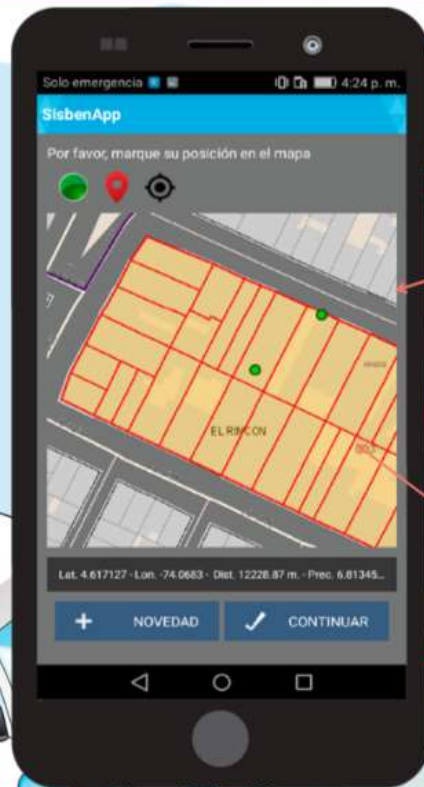 Solo emergencia 4:24 p. m.
SisbenApp
Por favor, marque su posición en el mapa
EL RINCON
Lat. 4.617127 - Lon. -74.0683 - Dist. 12228.87 m. - Prec. 6.81345...
+ NOVEDAD CONTINUAR